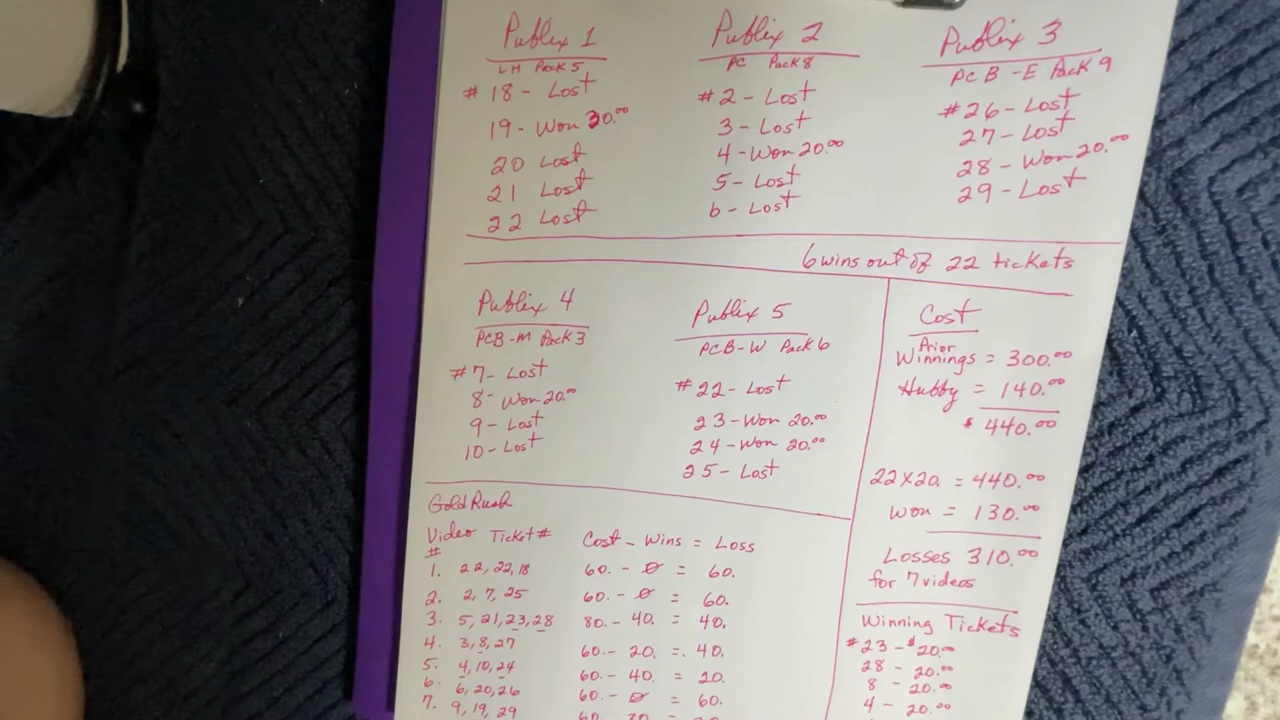 Publix 1
LH Pack 5
# 18 - Lost
19 - Won 30.00
20 Lost
21 Lost
22 Lost
Publix 2
PC Pack 8
# 2 - Lost
3 - Lost
4 - Won 20.00
5 - Lost
6 - Lost
Publix 3
PCB - E Pack 9
# 26 - Lost
27 - Lost
28 - Won 20.00
29 - Lost
6 wins out of 22 tickets
Publix 4
PCB - M Pack 3
# 7 - Lost
8 - Won 20.00
9 - Lost
10 - Lost
Publix 5
PCB - W Pack 6
# 22 - Lost
23 - Won 20.00
24 - Won 20.00
25 - Lost
Cost
Prior
Winnings = 300.00
Hubby = 140.00
$ 440.00
22 X 20. = 440.00
Won = 130.00
Losses 310.00
for 7 videos
Winning Tickets
# 23 - $20.00
28 - 20.00
8 - 20.00
4 - 20.00
Gold Rush
Video Ticket # Cost - Wins = Loss
#
1. 22, 22, 18 60. - 0 = 60.
2. 2, 7, 25 60. - 0 = 60.
3. 5, 21, 23, 28 80. - 40. = 40.
4. 3, 8, 27 60. - 20. = 40.
5. 4, 10, 24 60. - 40. = 20.
6. 6, 20, 26 60. - 0 = 60.
7. 9, 19, 29